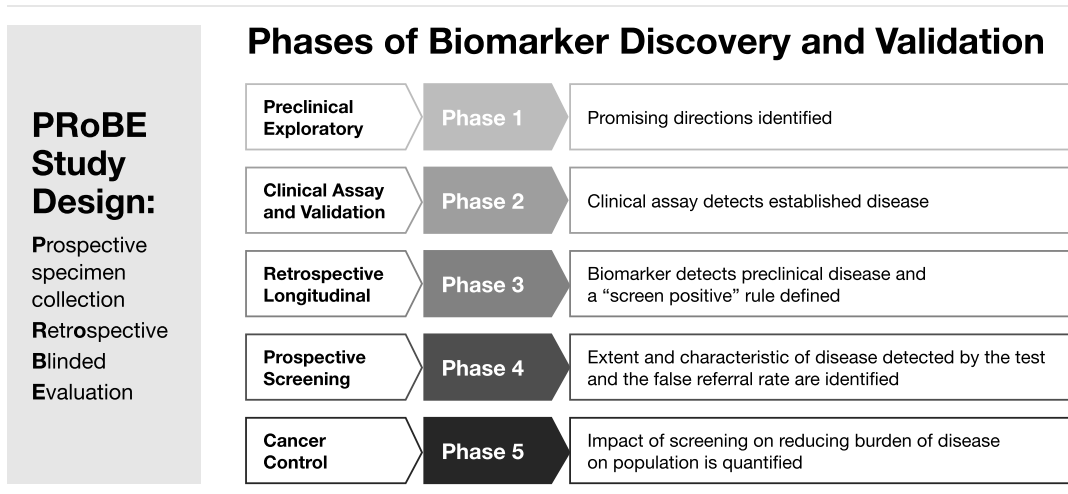 PRoBE
Study
Design:
Prospective
specimen
collection
Retrospective
Blinded
Evaluation
Phases of Biomarker Discovery and Validation
Preclinical
Exploratory
Phase 1
Promising directions identified
Clinical Assay
and Validation
Phase 2
Clinical assay detects established disease
Retrospective
Longitudinal
Phase 3
Biomarker detects preclinical disease and
a “screen positive” rule defined
Prospective
Screening
Phase 4
Extent and characteristic of disease detected by the test
and the false referral rate are identified
Cancer
Control
Phase 5
Impact of screening on reducing burden of disease
on population is quantified